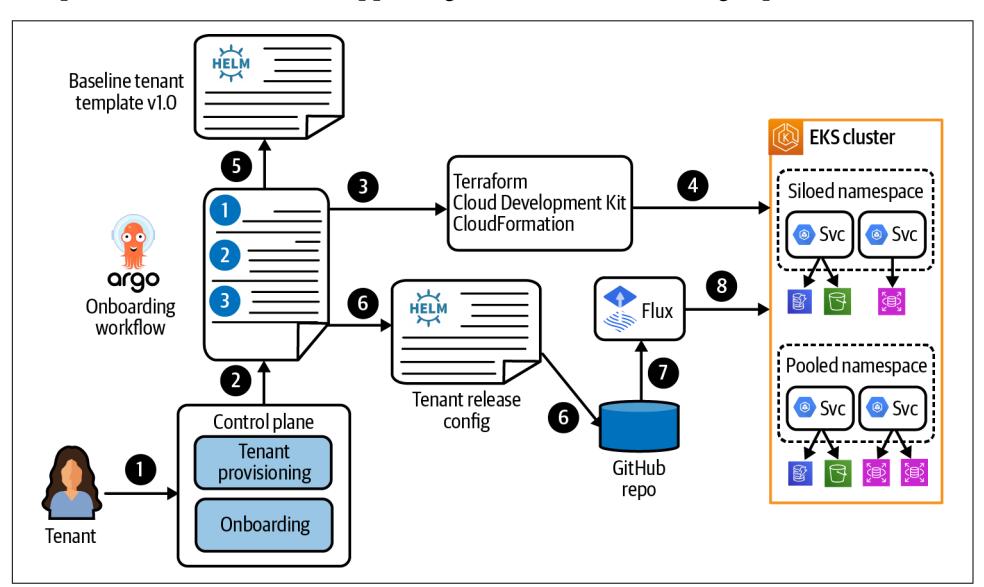 HELM
Baseline tenant
template v1.0
5
3
4
1
2
3
argo
Onboarding
workflow
Terraform
Cloud Development Kit
CloudFormation
EKS cluster
Siloed namespace
Svc
Svc
6
HELM
Tenant release
config
6
Flux
7
8
GitHub
repo
Pooled namespace
Svc
Svc
2
Control plane
Tenant
provisioning
Onboarding
1
Tenant